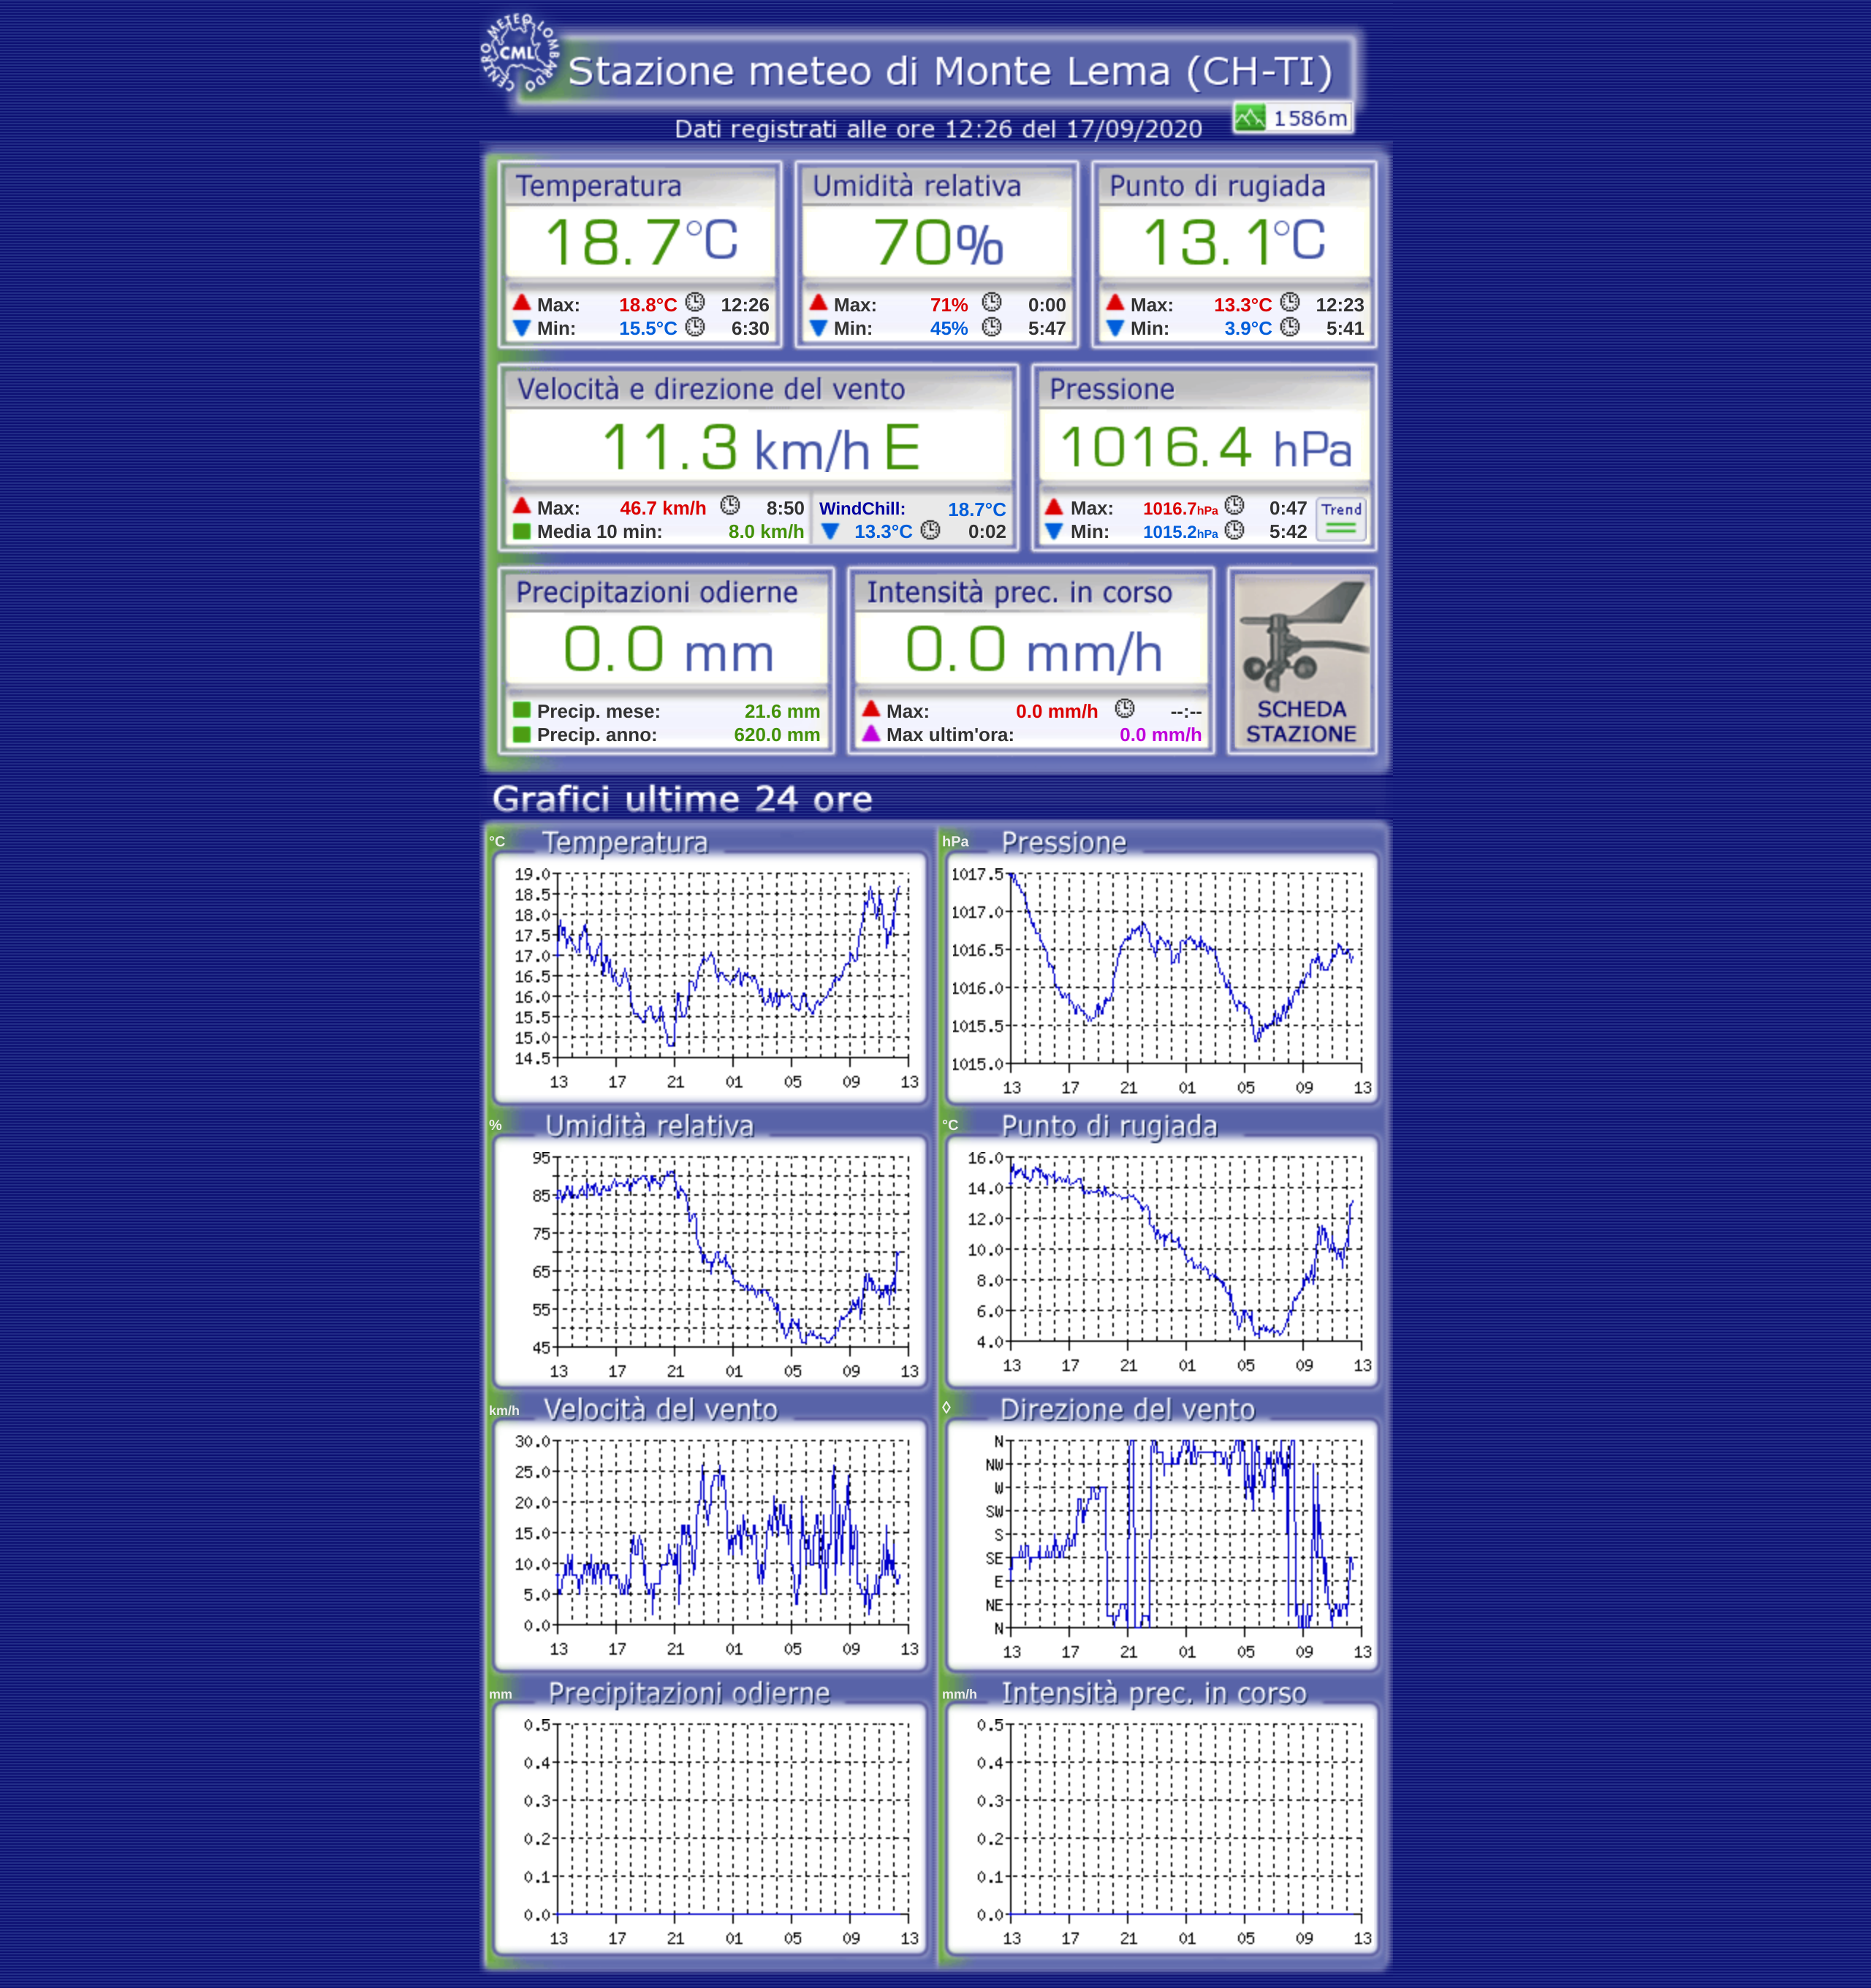 CENTRO METEO LOMBARDO
CML
Stazione meteo di Monte Lema (CH-TI)
1586m
Dati registrati alle ore 12:26 del 17/09/2020
Temperatura
18.7°C
Max: 18.8°C 12:26
Min: 15.5°C 6:30
Umidità relativa
70%
Max: 71% 0:00
Min: 45% 5:47
Punto di rugiada
13.1°C
Max: 13.3°C 12:23
Min: 3.9°C 5:41
Velocità e direzione del vento
11.3 km/h E
Max: 46.7 km/h 8:50
Media 10 min: 8.0 km/h
WindChill: 18.7°C
13.3°C 0:02
Pressione
1016.4 hPa
Max: 1016.7hPa 0:47
Min: 1015.2hPa 5:42
Trend
Precipitazioni odierne
0.0 mm
Precip. mese: 21.6 mm
Precip. anno: 620.0 mm
Intensità prec. in corso
0.0 mm/h
Max: 0.0 mm/h --:--
Max ultim'ora: 0.0 mm/h
SCHEDA
STAZIONE
Grafici ultime 24 ore
°C Temperatura
19.0
18.5
18.0
17.5
17.0
16.5
16.0
15.5
15.0
14.5
13 17 21 01 05 09 13
hPa Pressione
1017.5
1017.0
1016.5
1016.0
1015.5
1015.0
13 17 21 01 05 09 13
% Umidità relativa
95
85
75
65
55
45
13 17 21 01 05 09 13
°C Punto di rugiada
16.0
14.0
12.0
10.0
8.0
6.0
4.0
13 17 21 01 05 09 13
km/h Velocità del vento
30.0
25.0
20.0
15.0
10.0
5.0
0.0
13 17 21 01 05 09 13
◊ Direzione del vento
N
NW
W
SW
S
SE
E
NE
N
13 17 21 01 05 09 13
mm Precipitazioni odierne
0.5
0.4
0.3
0.2
0.1
0.0
13 17 21 01 05 09 13
mm/h Intensità prec. in corso
0.5
0.4
0.3
0.2
0.1
0.0
13 17 21 01 05 09 13